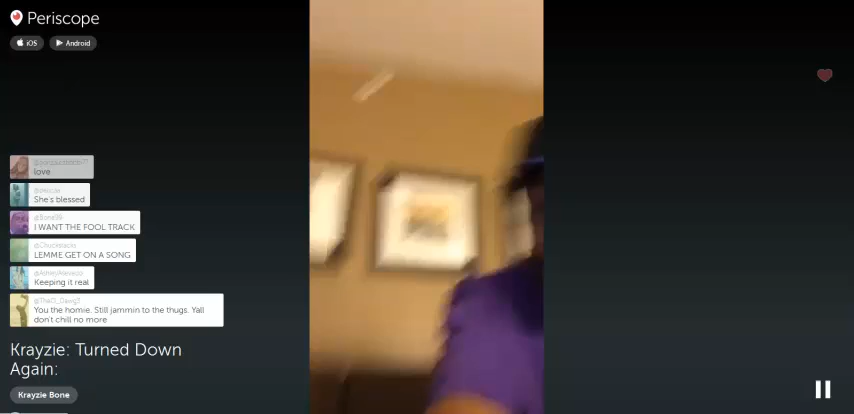 Periscope
iOS
Android
love
She's blessed
@Bone99
I WANT THE FOOL TRACK
LEMME GET ON A SONG
Keeping it real
You the homie. Still jammin to the thugs. Yall
don't chill no more
Krayzie: Turned Down
Again:
Krayzie Bone